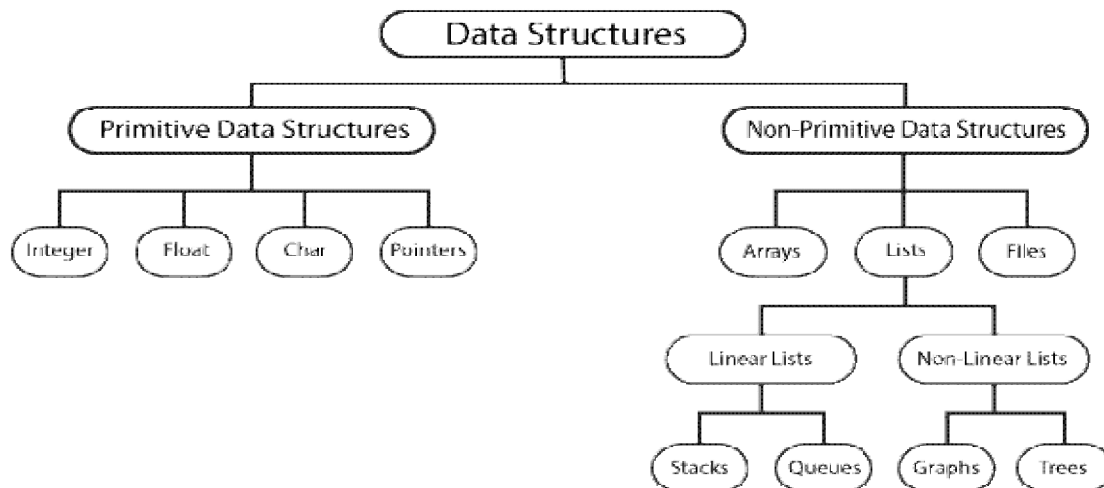 Data Structures
Primitive Data Structures
Non-Primitive Data Structures
Integer
Float
Char
Pointers
Arrays
Lists
Files
Linear Lists
Non-Linear Lists
Stacks
Queues
Graphs
Trees